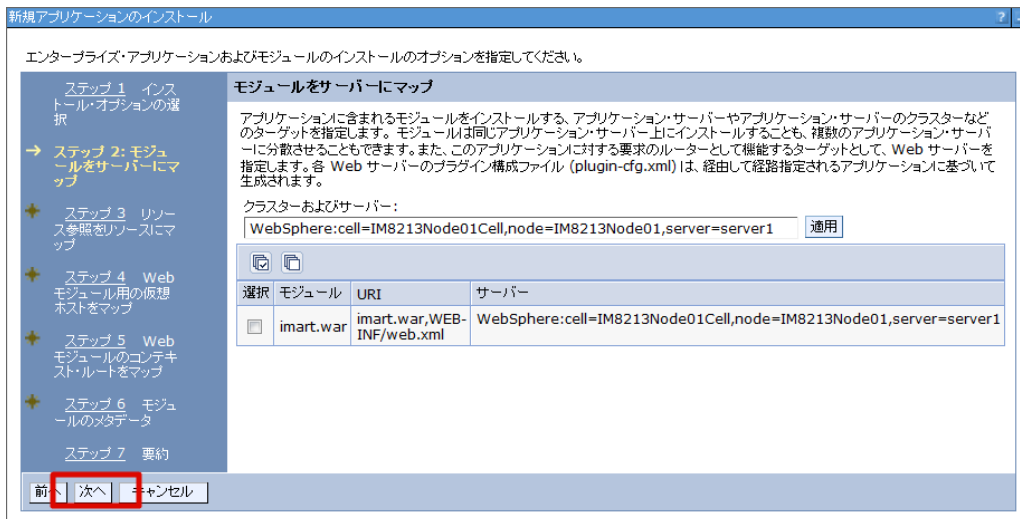 新規アプリケーションのインストール
?
-
エンタープライズ・アプリケーションおよびモジュールのインストールのオプションを指定してください。
ステップ 1 インス
トール・オプションの選
択
→ ステップ 2: モジュ
ールをサーバーにマ
ップ
ステップ 3 リソー
ス参照をリソースにマ
ップ
ステップ 4 Web
モジュール用の仮想
ホストをマップ
ステップ 5 Web
モジュールのコンテキ
スト・ルートをマップ
ステップ 6 モジュ
ールのメタデータ
ステップ 7 要約
モジュールをサーバーにマップ
アプリケーションに含まれるモジュールをインストールする、アプリケーション・サーバーやアプリケーション・サーバーのクラスターなど
のターゲットを指定します。モジュールは同じアプリケーション・サーバー上にインストールすることも、複数のアプリケーション・サーバ
ーに分散させることもできます。また、このアプリケーションに対する要求のルーターとして機能するターゲットとして、Web サーバーを
指定します。各 Web サーバーのプラグイン構成ファイル (plugin-cfg.xml) は、経由して経路指定されるアプリケーションに基づいて
生成されます。
クラスターおよびサーバー:
WebSphere:cell=IM8213Node01Cell,node=IM8213Node01,server=server1 適用
選択 モジュール URI サーバー
imart.war imart.war,WEB-
INF/web.xml WebSphere:cell=IM8213Node01Cell,node=IM8213Node01,server=server1
前へ 次へ キャンセル